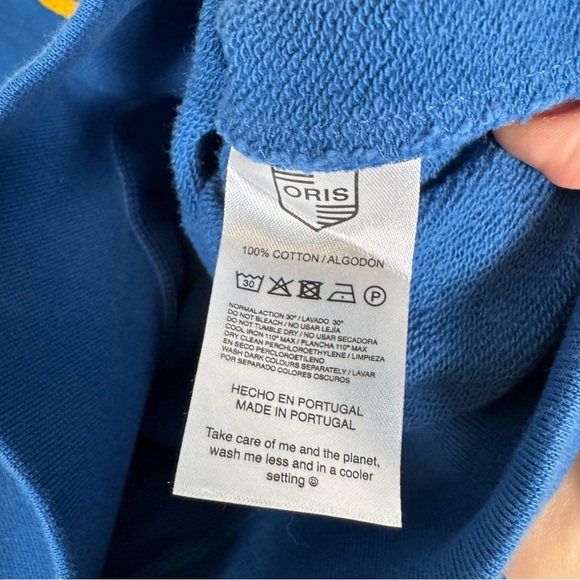 ORIS
100% COTTON / ALGODÓN
30 P
NORMAL ACTION 30° / LAVADO 30°
DO NOT BLEACH / NO USAR LEJÍA
DO NOT TUMBLE DRY / NO USAR SECADORA
COOL IRON 110° MAX / PLANCHA 110° MAX
DRY CLEAN PERCHLOROETHYLENE / LIMPIEZA
EN SECO PERCLOROETILENO
WASH DARK COLOURS SEPARATELY / LAVAR
POR SEPARADO COLORES OSCUROS
HECHO EN PORTUGAL
MADE IN PORTUGAL
Take care of me and the planet,
wash me less and in a cooler
setting ☺